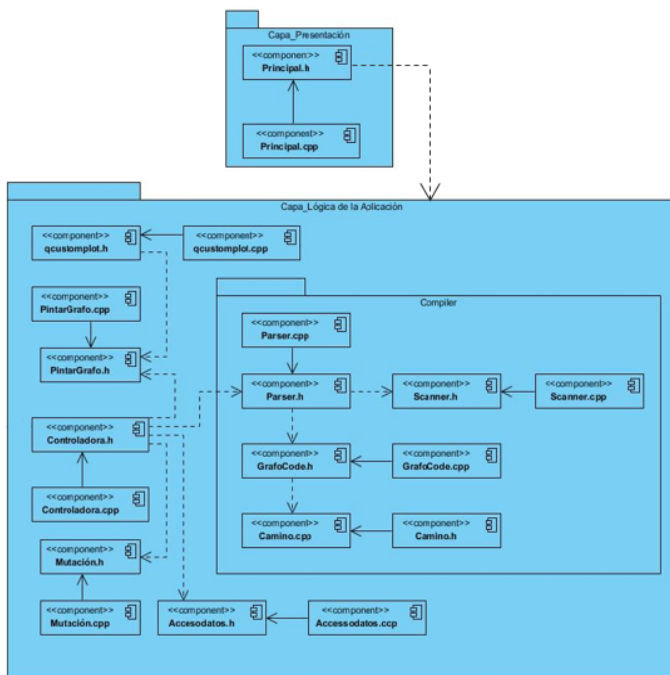 Capa_Presentación
<<component>>
Principal.h
<<component>>
Principal.cpp
Capa_Lógica de la Aplicación
<<component>>
qcustomplot.h
<<component>>
qcustomplot.cpp
<<component>>
PintarGrafo.cpp
<<component>>
PintarGrafo.h
<<component>>
Controladora.h
<<component>>
Controladora.cpp
<<component>>
Mutación.h
<<component>>
Mutación.cpp
<<component>>
Accesodatos.h
<<component>>
Accessodatos.ccp
Compiler
<<component>>
Parser.cpp
<<component>>
Parser.h
<<component>>
Scanner.h
<<component>>
Scanner.cpp
<<component>>
GrafoCode.h
<<component>>
GrafoCode.cpp
<<component>>
Camino.cpp
<<component>>
Camino.h